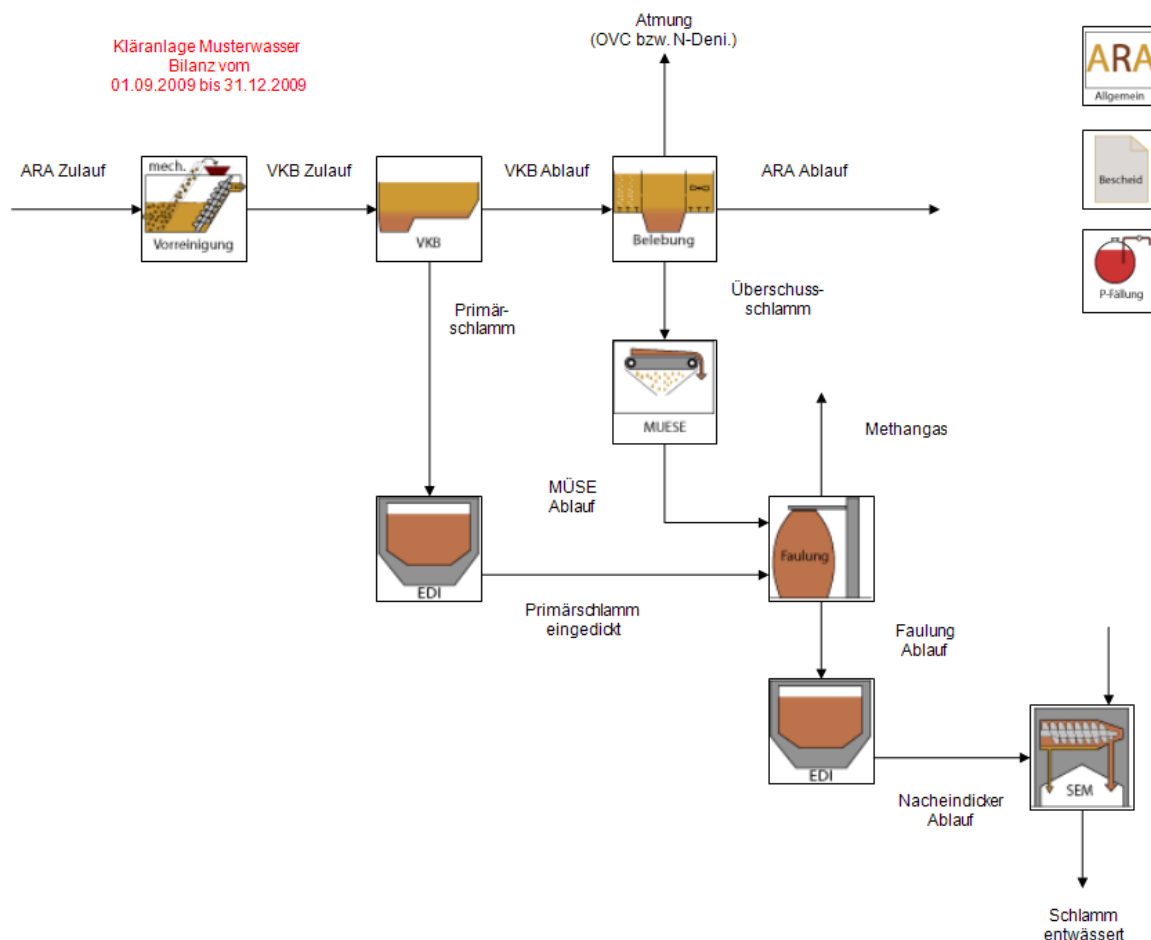 Atmung
(OVC bzw. N-Deni.)
Kläranlage Musterwasser
Bilanz vom
01.09.2009 bis 31.12.2009
ARA
Allgemein
ARA Zulauf
mech.
Vorreinigung
VKB Zulauf
VKB
VKB Ablauf
Belebung
ARA Ablauf
Bescheid
P-Fällung
Primär-
schlamm
Überschuss-
schlamm
MUESE
Methangas
MÜSE
Ablauf
EDI
Faulung
Primärschlamm
eingedickt
Faulung
Ablauf
EDI
Nacheindicker
Ablauf
SEM
Schlamm
entwässert